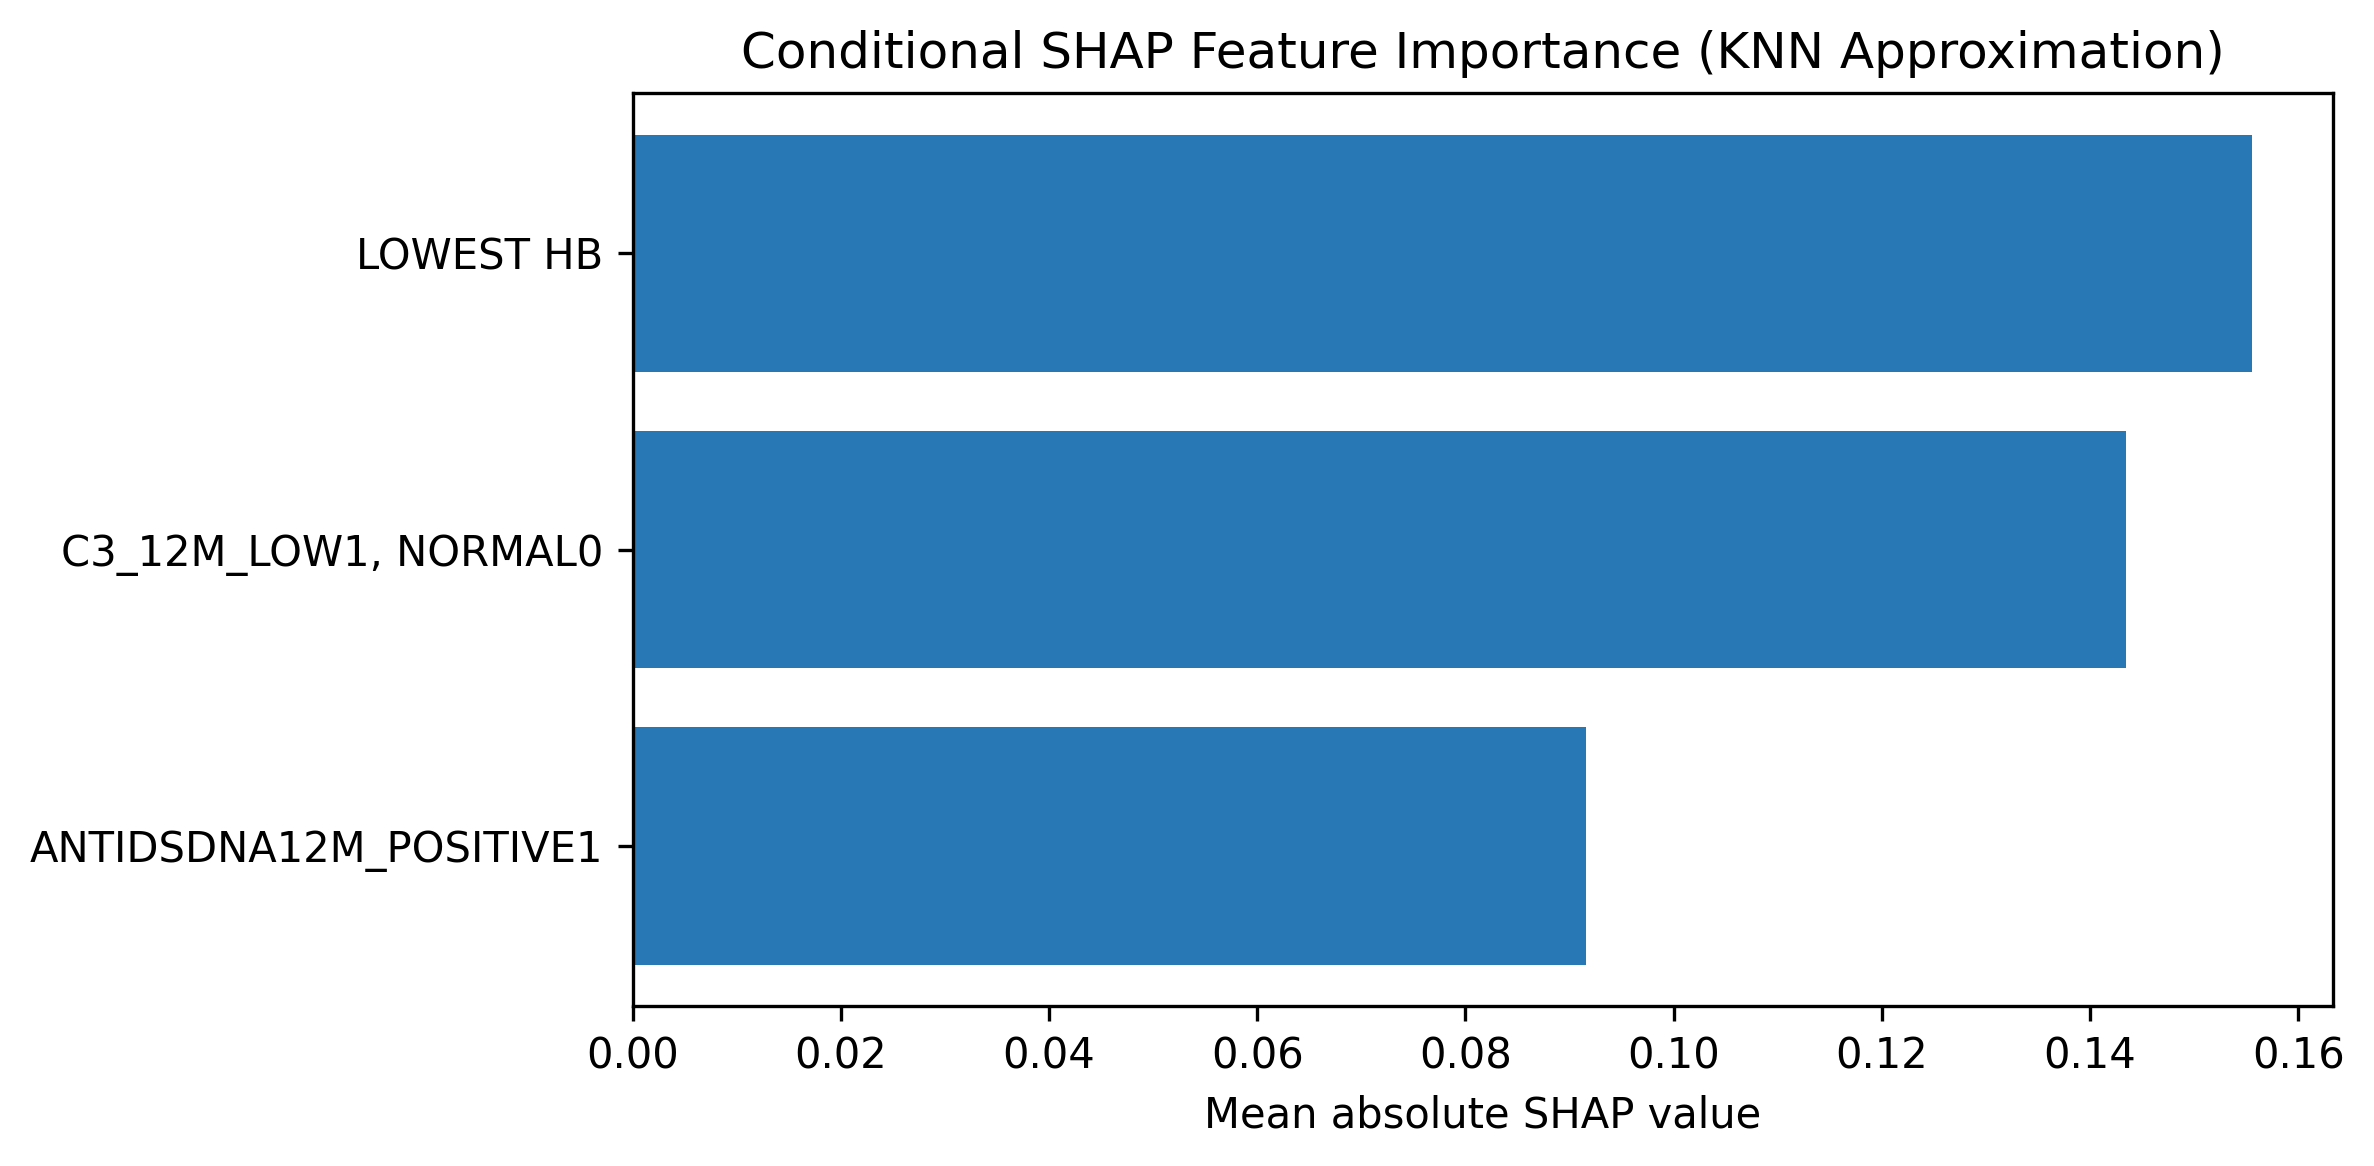 Conditional SHAP Feature Importance (KNN Approximation)
LOWEST HB
C3_12M_LOW1, NORMAL0
ANTIDSDNA12M_POSITIVE1
0.00 0.02 0.04 0.06 0.08 0.10 0.12 0.14 0.16
Mean absolute SHAP value